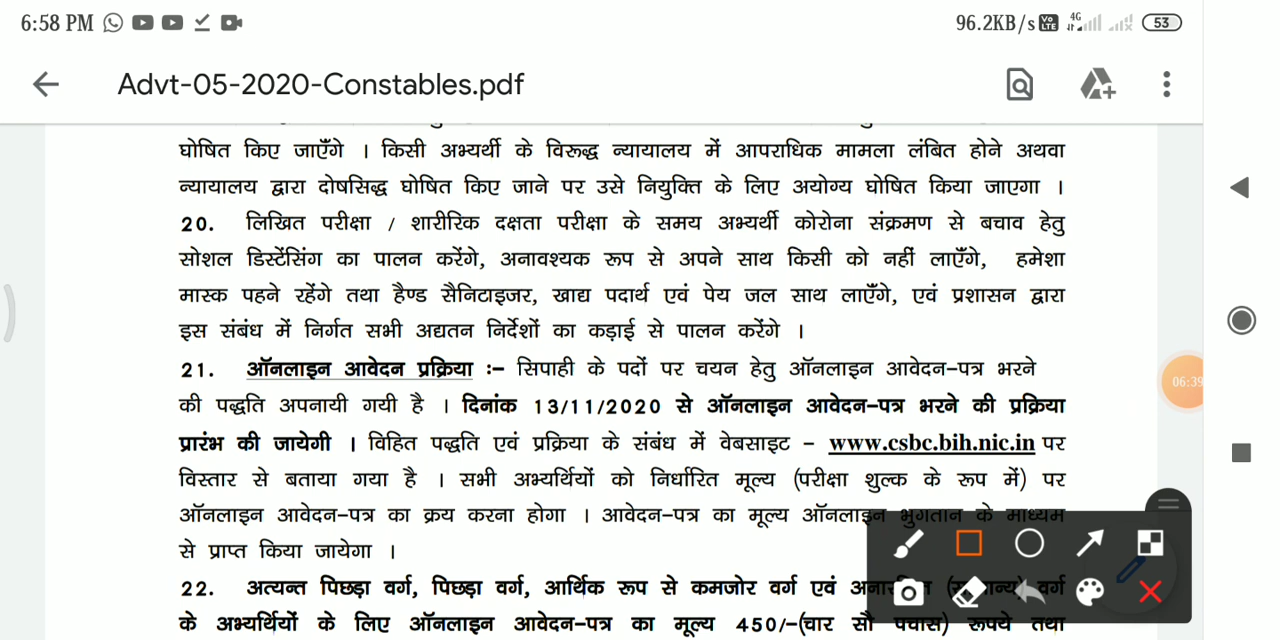 6:58 PM 96.2KB/s Vo LTE 4G 53
Advt-05-2020-Constables.pdf
घोषित किए जाएँगे । किसी अभ्यर्थी के विरूद्ध न्यायालय में आपराधिक मामला लंबित होने अथवा
न्यायालय द्वारा दोषसिद्ध घोषित किए जाने पर उसे नियुक्ति के लिए अयोग्य घोषित किया जाएगा ।
20. लिखित परीक्षा / शारीरिक दक्षता परीक्षा के समय अभ्यर्थी कोरोना संक्रमण से बचाव हेतु
सोशल डिस्टेंसिंग का पालन करेंगे, अनावश्यक रूप से अपने साथ किसी को नहीं लाएँगे, हमेशा
मास्क पहने रहेंगे तथा हैण्ड सैनिटाइजर, खाद्य पदार्थ एवं पेय जल साथ लाएँगे, एवं प्रशासन द्वारा
इस संबंध में निर्गत सभी अद्यतन निर्देशों का कड़ाई से पालन करेंगे ।
21. ऑनलाइन आवेदन प्रक्रिया :– सिपाही के पदों पर चयन हेतु ऑनलाइन आवेदन–पत्र भरने
06:39
की पद्धति अपनायी गयी है । दिनांक 13/11/2020 से ऑनलाइन आवेदन–पत्र भरने की प्रक्रिया
प्रारंभ की जायेगी । विहित पद्धति एवं प्रक्रिया के संबंध में वेबसाइट – www.csbc.bih.nic.in पर
विस्तार से बताया गया है । सभी अभ्यर्थियों को निर्धारित मूल्य (परीक्षा शुल्क के रूप में) पर
ऑनलाइन आवेदन–पत्र का क्रय करना होगा । आवेदन–पत्र का मूल्य ऑनलाइन भुगतान के माध्यम
से प्राप्त किया जायेगा ।
22. अत्यन्त पिछड़ा वर्ग, पिछड़ा वर्ग, आर्थिक रूप से कमजोर वर्ग एवं वर्ग
के अभ्यर्थियों के लिए ऑनलाइन आवेदन–पत्र का मूल्य 450/–(चार सौ पचास) रूपये तथा